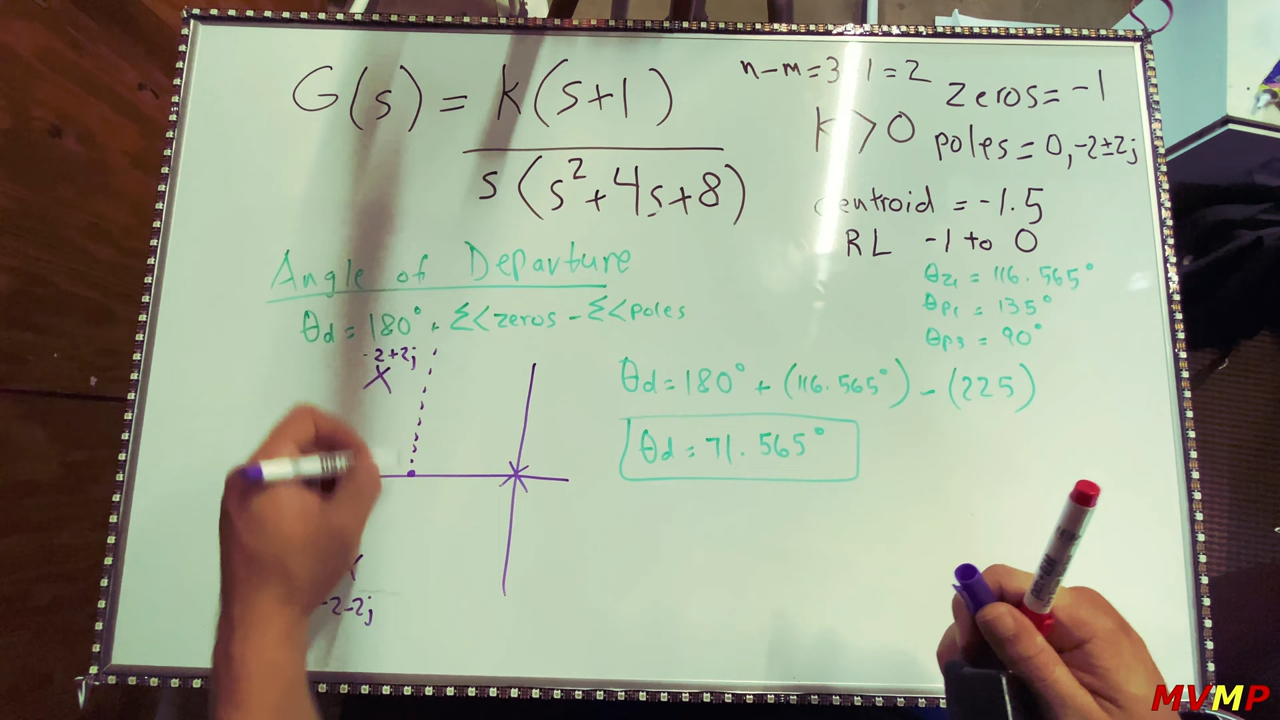 G(s) = k(s+1)
s(s²+4s+8)
n-m=3 1=2
zeros=-1
k>0
poles=0,-2±2j
centroid = -1.5
RL -1 to 0
Angle of Departure
θd = 180° + Σ<zeros - Σ<poles
θz₁ = 116.565°
θp₁ = 135°
θp₃ = 90°
θd=180° + (116.565°) - (225)
θd = 71.565°
-2+2j
-2-2j
MVMP